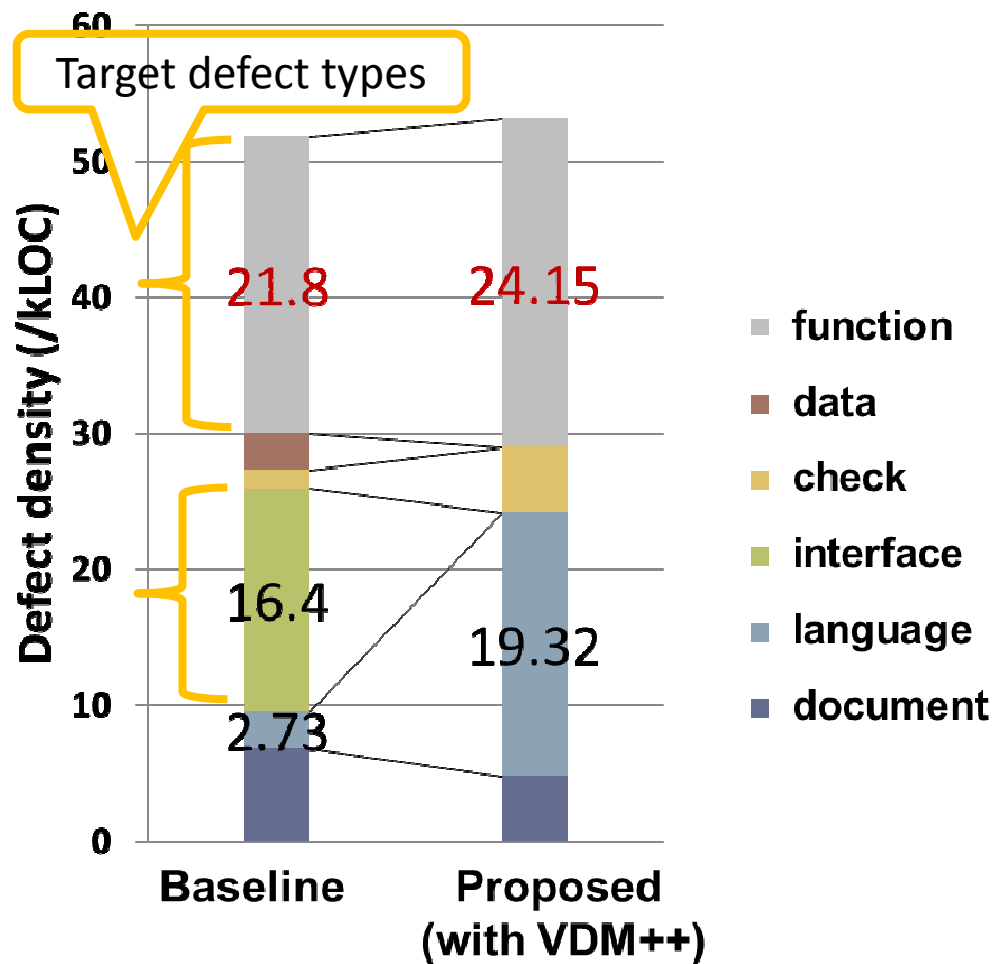 60
Target defect types
50
40
30
20
10
0
Defect density (/kLOC)
21.8
16.4
2.73
24.15
19.32
function
data
check
interface
language
document
Baseline
Proposed
(with VDM++)